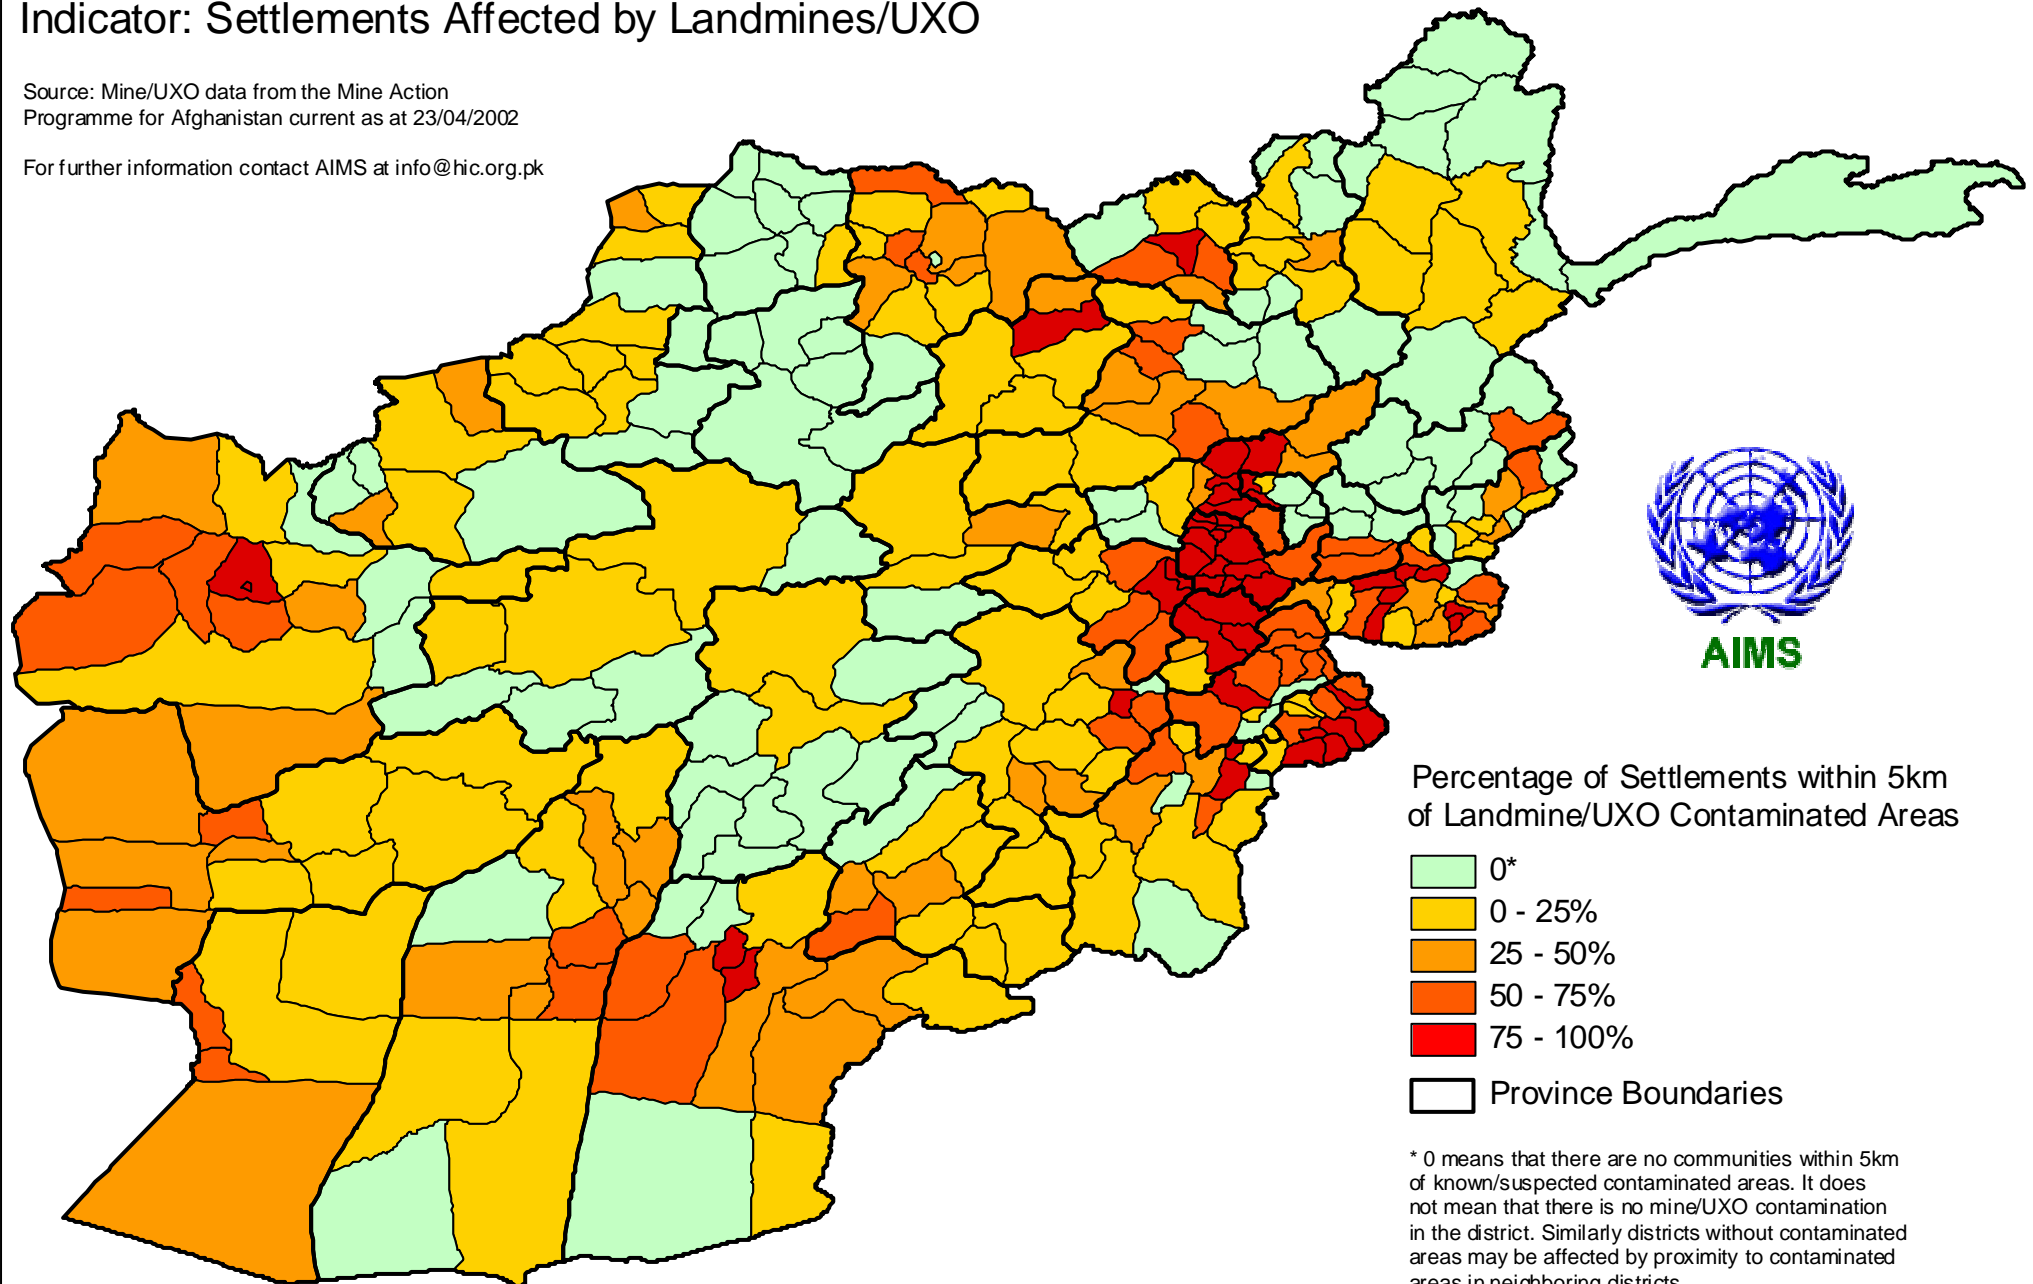 Indicator: Settlements Affected by Landmines/UXO
Source: Mine/UXO data from the Mine Action
Programme for Afghanistan current as at 23/04/2002
For further information contact AIMS at info@hic.org.pk
AIMS
Percentage of Settlements within 5km
of Landmine/UXO Contaminated Areas
0*
0 - 25%
25 - 50%
50 - 75%
75 - 100%
Province Boundaries
* 0 means that there are no communities within 5km
of known/suspected contaminated areas. It does
not mean that there is no mine/UXO contamination
in the district. Similarly districts without contaminated
areas may be affected by proximity to contaminated
areas in neighboring districts